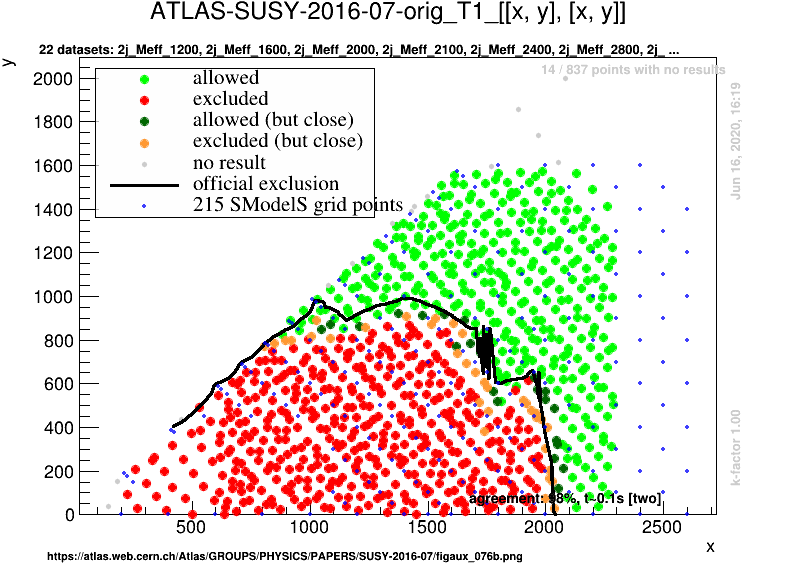 ATLAS-SUSY-2016-07-orig_T1_[[x, y], [x, y]]
22 datasets: 2j_Meff_1200, 2j_Meff_1600, 2j_Meff_2000, 2j_Meff_2100, 2j_Meff_2400, 2j_Meff_2800, 2j_ ...
y
14 / 837 points with no results
allowed
excluded
allowed (but close)
excluded (but close)
no result
official exclusion
215 SModelS grid points
2000
1800
1600
1400
1200
1000
800
600
400
200
0
Jun 16, 2020, 16:19
k-factor 1.00
agreement: 98%, t~0.1s [two]
500
1000
1500
2000
2500
x
https://atlas.web.cern.ch/Atlas/GROUPS/PHYSICS/PAPERS/SUSY-2016-07/figaux_076b.png